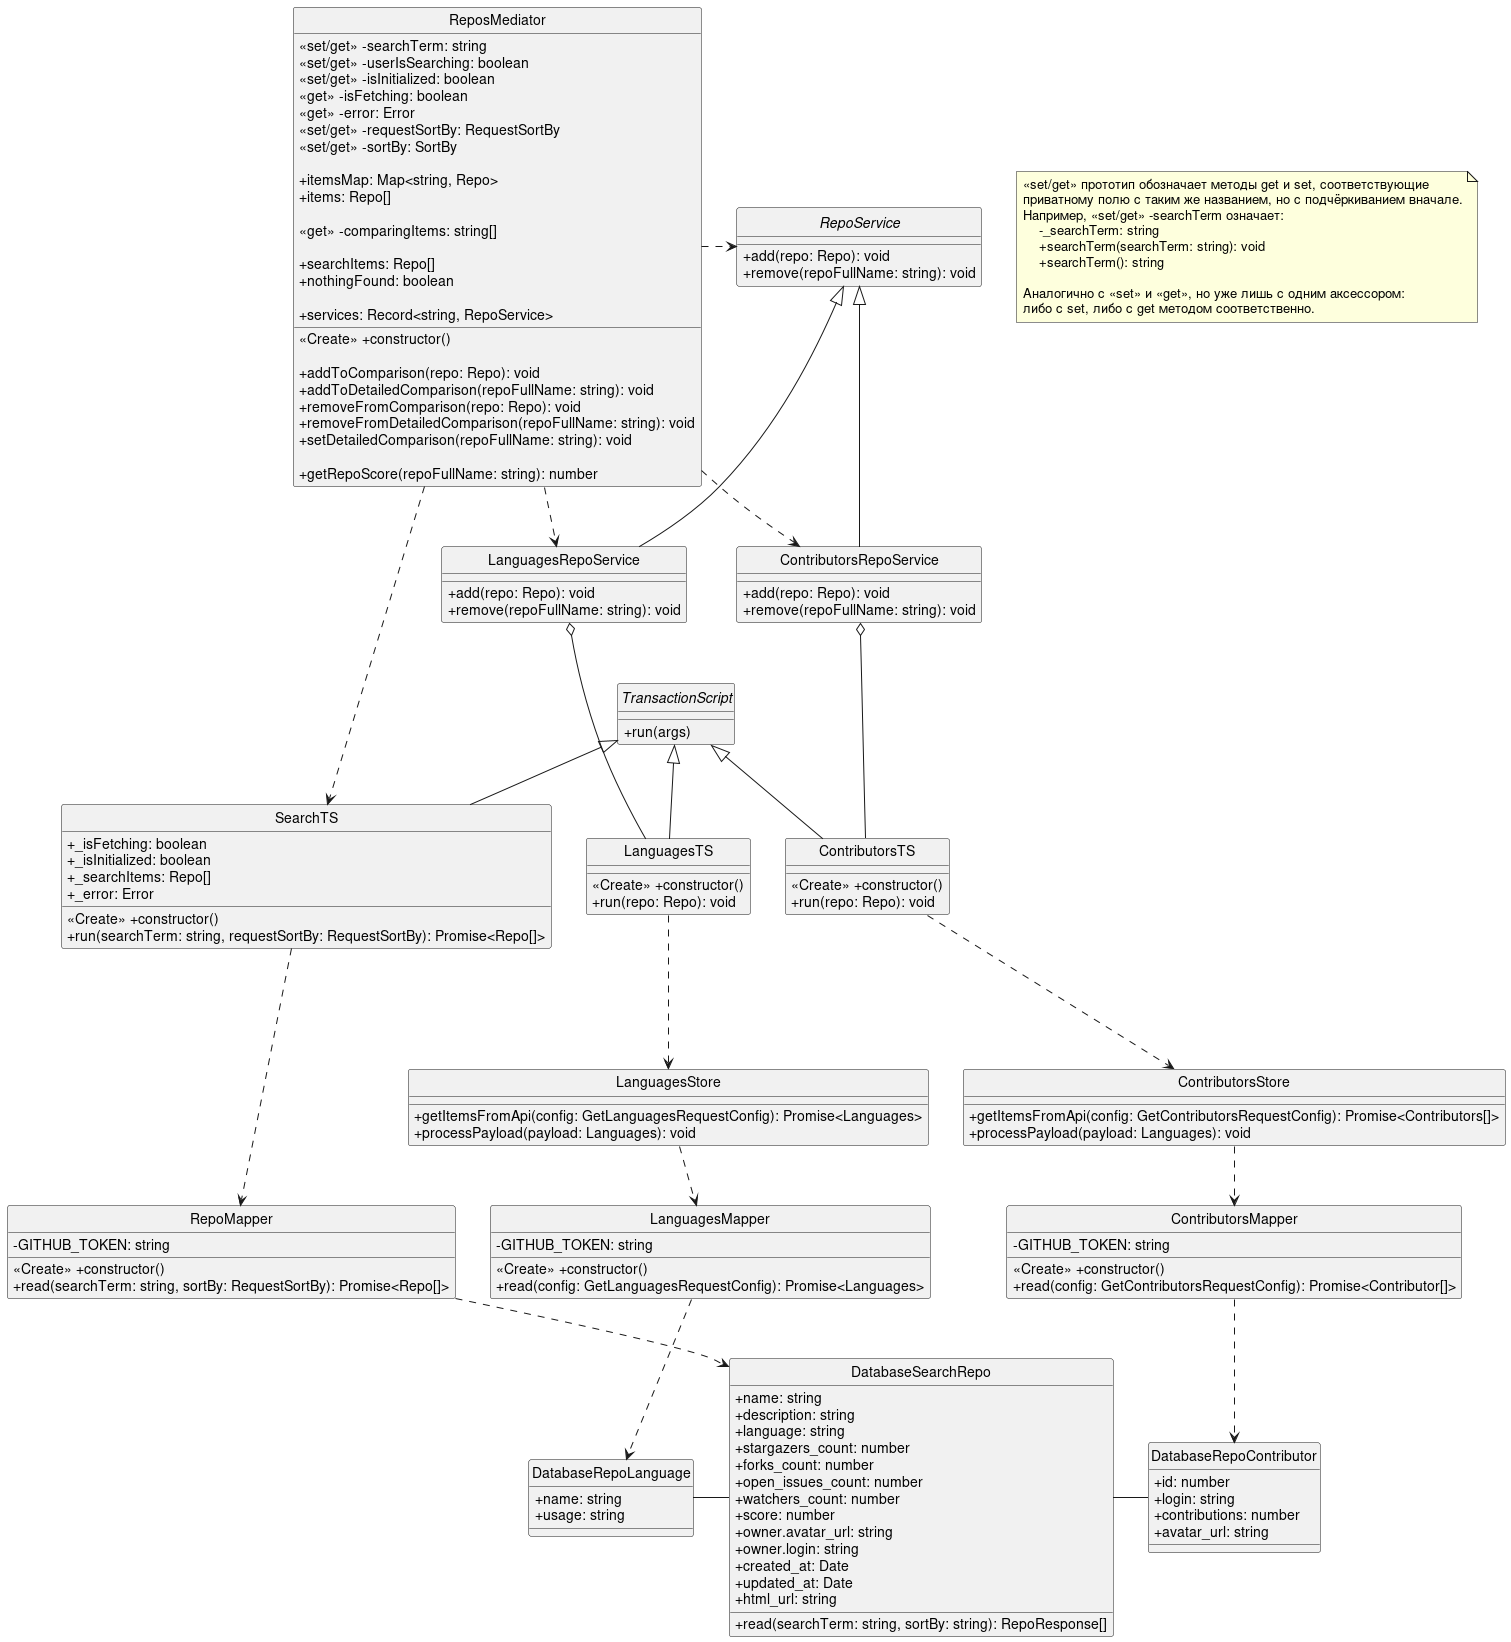 ReposMediator
«set/get» -searchTerm: string
«set/get» -userIsSearching: boolean
«set/get» -isInitialized: boolean
«get» -isFetching: boolean
«get» -error: Error
«set/get» -requestSortBy: RequestSortBy
«set/get» -sortBy: SortBy
+itemsMap: Map<string, Repo>
+items: Repo[]
«get» -comparingItems: string[]
+searchItems: Repo[]
+nothingFound: boolean
+services: Record<string, RepoService>
«Create» +constructor()
+addToComparison(repo: Repo): void
+addToDetailedComparison(repoFullName: string): void
+removeFromComparison(repo: Repo): void
+removeFromDetailedComparison(repoFullName: string): void
+setDetailedComparison(repoFullName: string): void
+getRepoScore(repoFullName: string): number
RepoService
+add(repo: Repo): void
+remove(repoFullName: string): void
«set/get» прототип обозначает методы get и set, соответствующие
приватному полю с таким же названием, но с подчёркиванием вначале.
Например, «set/get» -searchTerm означает:
-_searchTerm: string
+searchTerm(searchTerm: string): void
+searchTerm(): string
Аналогично с «set» и «get», но уже лишь с одним аксессором:
либо с set, либо с get методом соответственно.
LanguagesRepoService
+add(repo: Repo): void
+remove(repoFullName: string): void
ContributorsRepoService
+add(repo: Repo): void
+remove(repoFullName: string): void
TransactionScript
+run(args)
SearchTS
+_isFetching: boolean
+_isInitialized: boolean
+_searchItems: Repo[]
+_error: Error
«Create» +constructor()
+run(searchTerm: string, requestSortBy: RequestSortBy): Promise<Repo[]>
LanguagesTS
«Create» +constructor()
+run(repo: Repo): void
ContributorsTS
«Create» +constructor()
+run(repo: Repo): void
LanguagesStore
+getItemsFromApi(config: GetLanguagesRequestConfig): Promise<Languages>
+processPayload(payload: Languages): void
ContributorsStore
+getItemsFromApi(config: GetContributorsRequestConfig): Promise<Contributors[]>
+processPayload(payload: Languages): void
RepoMapper
-GITHUB_TOKEN: string
«Create» +constructor()
+read(searchTerm: string, sortBy: RequestSortBy): Promise<Repo[]>
LanguagesMapper
-GITHUB_TOKEN: string
«Create» +constructor()
+read(config: GetLanguagesRequestConfig): Promise<Languages>
ContributorsMapper
-GITHUB_TOKEN: string
«Create» +constructor()
+read(config: GetContributorsRequestConfig): Promise<Contributor[]>
DatabaseRepoLanguage
+name: string
+usage: string
DatabaseSearchRepo
+name: string
+description: string
+language: string
+stargazers_count: number
+forks_count: number
+open_issues_count: number
+watchers_count: number
+score: number
+owner.avatar_url: string
+owner.login: string
+created_at: Date
+updated_at: Date
+html_url: string
+read(searchTerm: string, sortBy: string): RepoResponse[]
DatabaseRepoContributor
+id: number
+login: string
+contributions: number
+avatar_url: string